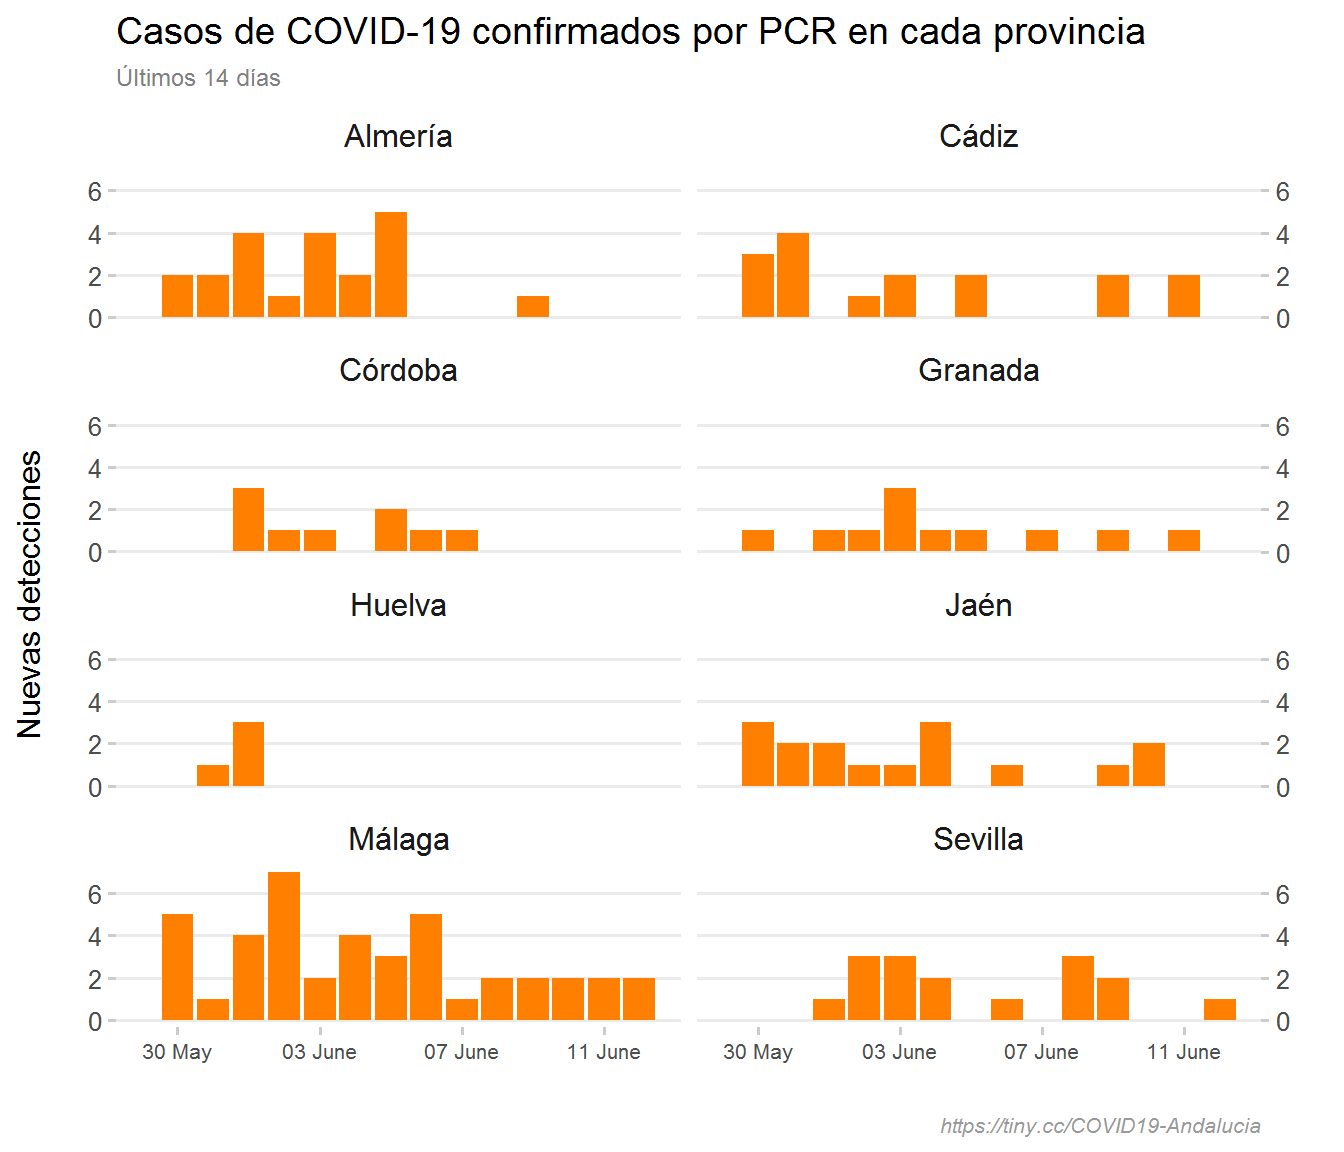 Casos de COVID-19 confirmados por PCR en cada provincia
Últimos 14 días
Almería
Cádiz
6
4
2
0
6
4
2
0
Córdoba
Granada
6
4
2
0
6
4
2
0
Nuevas detecciones
Huelva
Jaén
6
4
2
0
6
4
2
0
Málaga
Sevilla
6
4
2
0
6
4
2
0
30 May 03 June 07 June 11 June
30 May 03 June 07 June 11 June
https://tiny.cc/COVID19-Andalucia